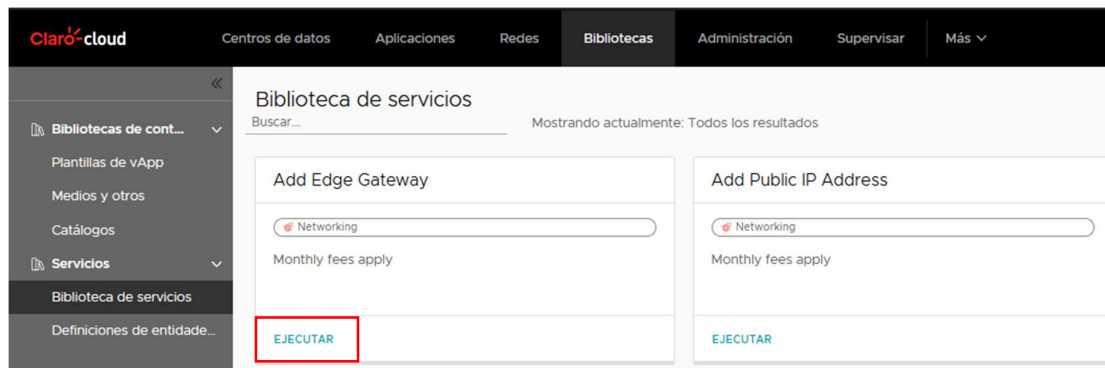 Claro-cloud
Centros de datos Aplicaciones Redes Bibliotecas Administración Supervisar Más
Bibliotecas de cont...
Plantillas de vApp
Medios y otros
Catálogos
Servicios
Biblioteca de servicios
Definiciones de entidade...
Biblioteca de servicios
Buscar... Mostrando actualmente: Todos los resultados
Add Edge Gateway
Networking
Monthly fees apply
EJECUTAR
Add Public IP Address
Networking
Monthly fees apply
EJECUTAR